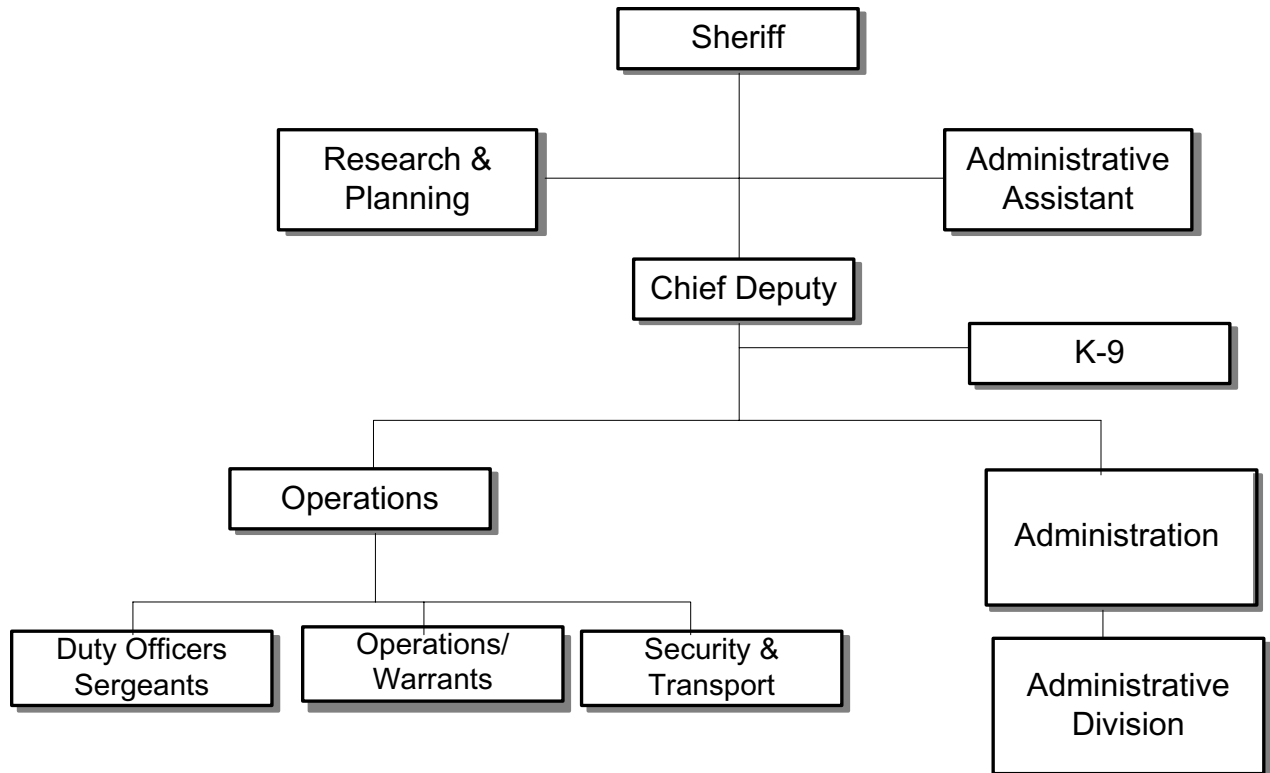 Sheriff
Research &
Planning
Administrative
Assistant
Chief Deputy
K-9
Operations
Administration
Duty Officers
Sergeants
Operations/
Warrants
Security &
Transport
Administrative
Division